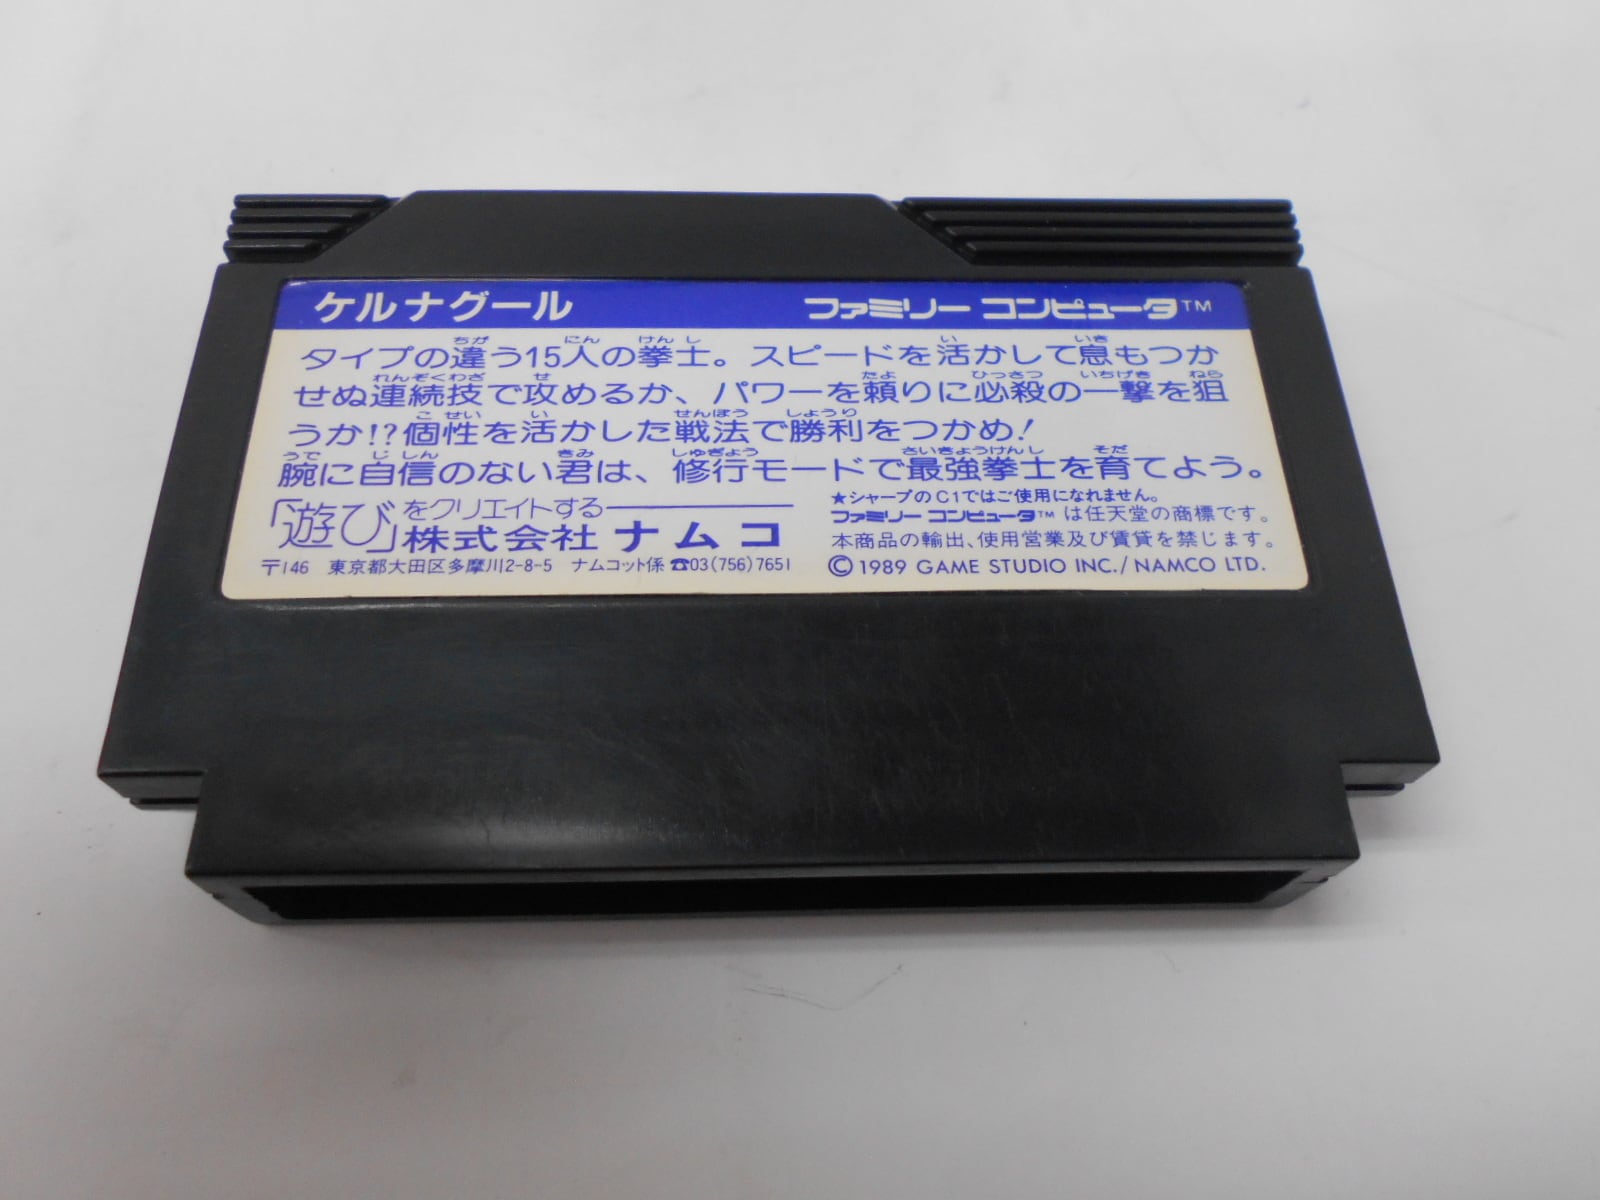 ケルナグール ファミリー コンピュータ™
タイプの違う15人の拳士。スピードを活かして息もつか
せぬ連続技で攻めるか、パワーを頼りに必殺の一撃を狙
うか!?個性を活かした戦法で勝利をつかめ!
腕に自信のない君は、修行モードで最強拳士を育てよう。
「遊び」をクリエイトする
株式会社ナムコ
〒146 東京都大田区多摩川2-8-5 ナムコット係 ☎03(756)7651
★シャープのC1ではご使用になれません。
ファミリー コンピュータ™は任天堂の商標です。
本商品の輸出、使用営業及び賃貸を禁じます。
©1989 GAME STUDIO INC./NAMCO LTD.